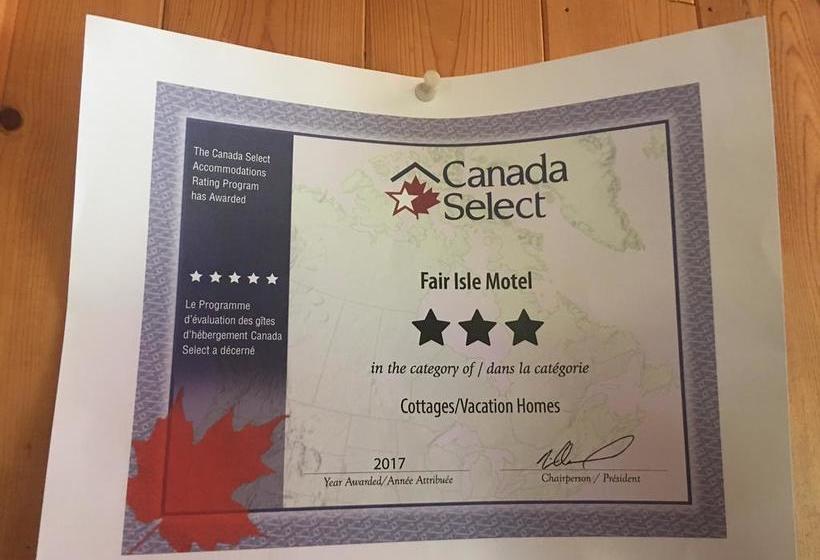 The Canada Select
Accommodations
Rating Program
has Awarded
Le Programme
d'évaluation des gîtes
d'hébergement Canada
Select a décerné
Canada
Select
Fair Isle Motel
in the category of / dans la catégorie
Cottages/Vacation Homes
2017
Year Awarded/Année Attribuée
Chairperson / Président